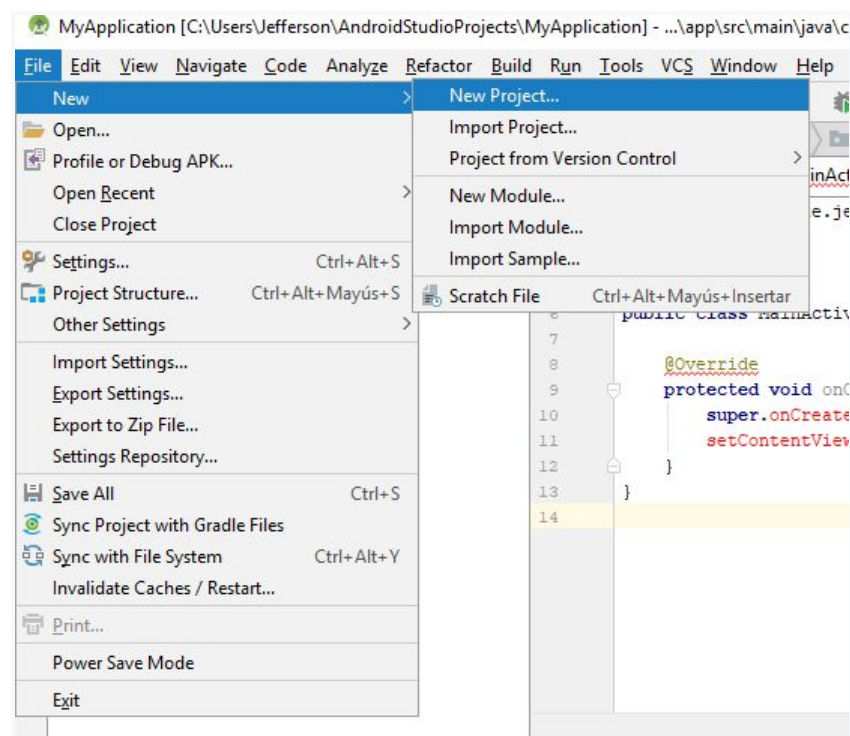 MyApplication [C:\Users\Jefferson\AndroidStudioProjects\MyApplication] - ...\app\src\main\java\c
File Edit View Navigate Code Analyze Refactor Build Run Tools VCS Window Help
New
Open...
Profile or Debug APK...
Open Recent
Close Project
Settings... Ctrl+Alt+S
Project Structure... Ctrl+Alt+Mayús+S
Other Settings
Import Settings...
Export Settings...
Export to Zip File...
Settings Repository...
Save All Ctrl+S
Sync Project with Gradle Files
Sync with File System Ctrl+Alt+Y
Invalidate Caches / Restart...
Print...
Power Save Mode
Exit
New Project...
Import Project...
Project from Version Control
New Module...
Import Module...
Import Sample...
Scratch File Ctrl+Alt+Mayús+Insertar
inAct
e.je
6 public class MainActiv
7
8 @Override
9 protected void onC
10 super.onCreate
11 setContentView
12 }
13 }
14